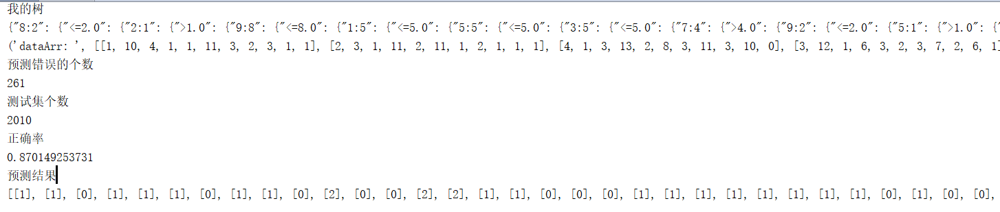 我的树
{"8:2": {"<=2.0": {"2:1": {">1.0": {"9:8": {"<=8.0": {"1:5": {"<=5.0": {"5:5": {"<=5.0": {"3:5": {"<=5.0": {"7:4": {">4.0": {"9:2": {"<=2.0": {"5:1": {">1.0": {"
('dataArr: ', [[1, 10, 4, 1, 1, 11, 3, 2, 3, 1, 1], [2, 3, 1, 11, 2, 11, 1, 2, 1, 1, 1], [4, 1, 3, 13, 2, 8, 3, 11, 3, 10, 0], [3, 12, 1, 6, 3, 2, 3, 7, 2, 6, 1]
预测错误的个数
261
测试集个数
2010
正确率
0.870149253731
预测结果
[[1], [1], [0], [1], [1], [1], [0], [1], [1], [0], [2], [0], [0], [2], [2], [1], [1], [0], [0], [0], [1], [1], [1], [1], [1], [1], [1], [1], [0], [1], [0], [0],